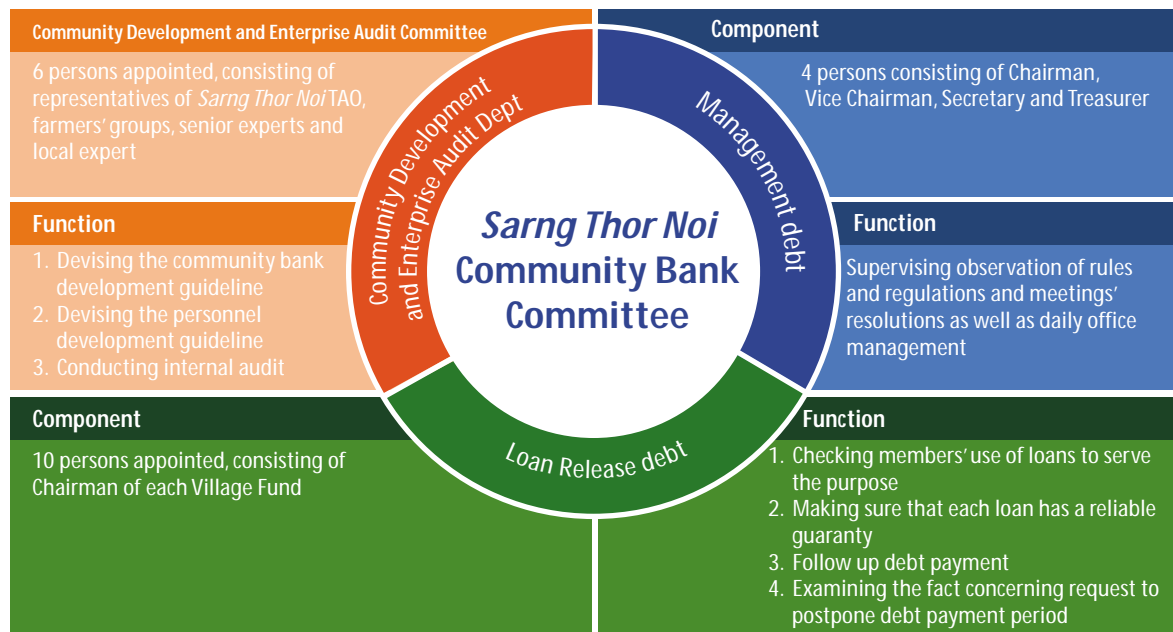 Community Development and Enterprise Audit Committee
6 persons appointed, consisting of
representatives of Sarng Thor Noi TAO,
farmers' groups, senior experts and
local expert
Function
1. Devising the community bank
development guideline
2. Devising the personnel
development guideline
3. Conducting internal audit
Component
4 persons consisting of Chairman,
Vice Chairman, Secretary and Treasurer
Function
Supervising observation of rules
and regulations and meetings'
resolutions as well as daily office
management
Community Development
and Enterprise Audit Dept
Management debt
Sarng Thor Noi
Community Bank
Committee
Loan Release debt
Component
10 persons appointed, consisting of
Chairman of each Village Fund
Function
1. Checking members' use of loans to serve
the purpose
2. Making sure that each loan has a reliable
guaranty
3. Follow up debt payment
4. Examining the fact concerning request to
postpone debt payment period